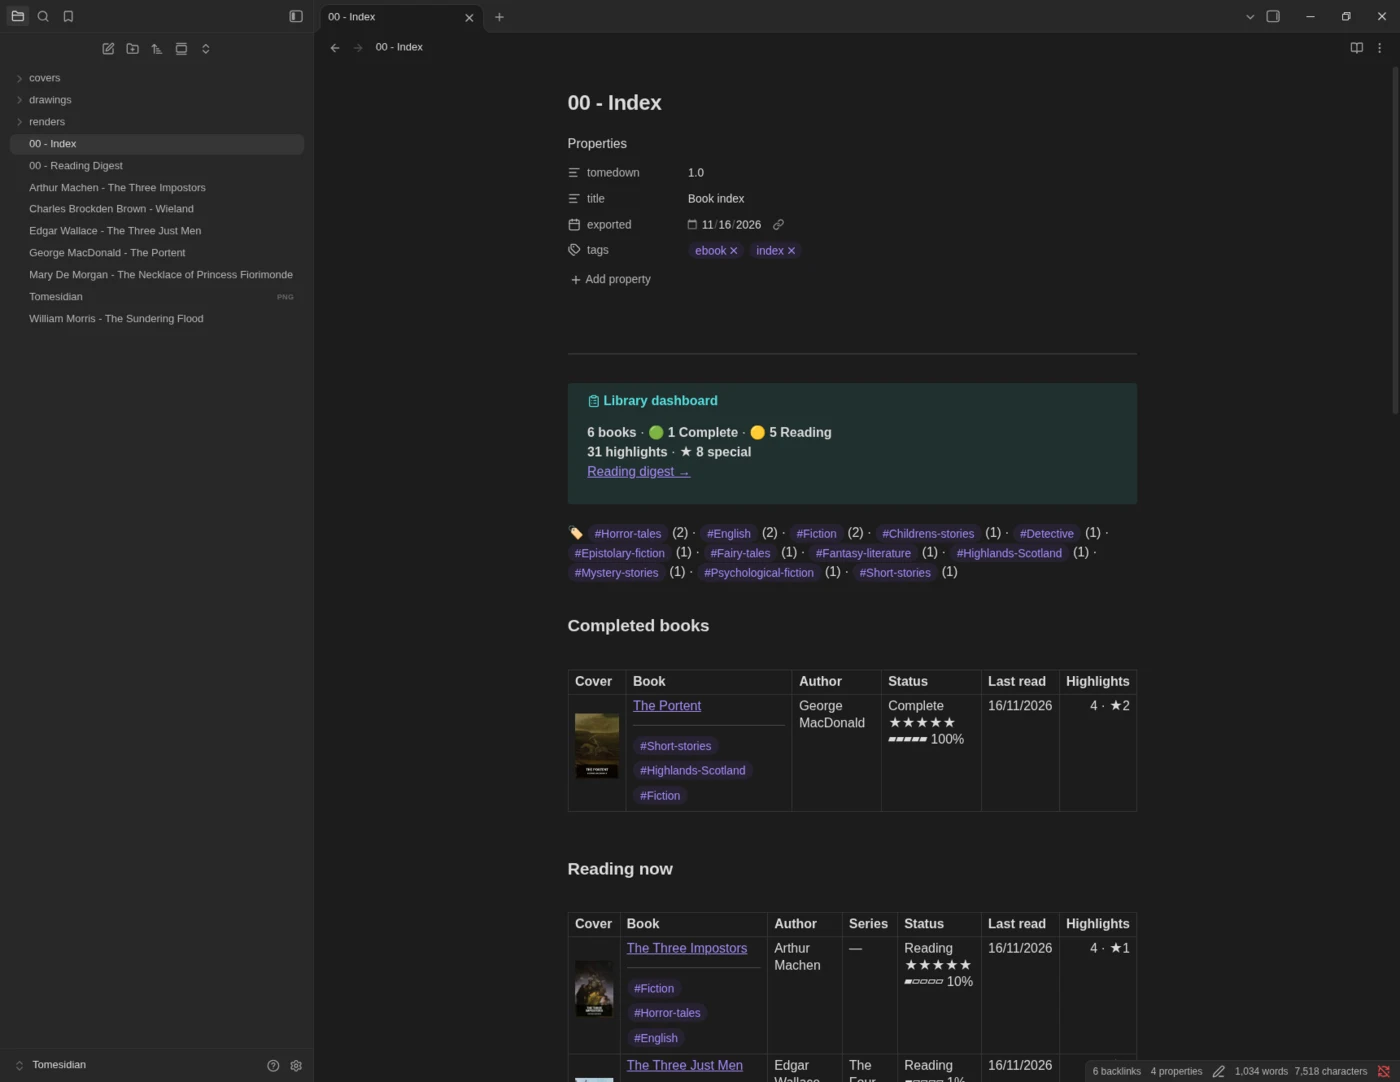 00 - Index
00 - Index
covers
drawings
renders
00 - Index
00 - Reading Digest
Arthur Machen - The Three Impostors
Charles Brockden Brown - Wieland
Edgar Wallace - The Three Just Men
George MacDonald - The Portent
Mary De Morgan - The Necklace of Princess Fiorimonde
Tomesidian PNG
William Morris - The Sundering Flood
Tomesidian
00 - Index
Properties
tomedown 1.0
title Book index
exported 11/16/2026
tags ebook index
Add property
Library dashboard
6 books · 🟢 1 Complete · 🟡 5 Reading
31 highlights · ★ 8 special
Reading digest →
🏷️ #Horror-tales (2) · #English (2) · #Fiction (2) · #Childrens-stories (1) · #Detective (1) ·
#Epistolary-fiction (1) · #Fairy-tales (1) · #Fantasy-literature (1) · #Highlands-Scotland (1) ·
#Mystery-stories (1) · #Psychological-fiction (1) · #Short-stories (1)
Completed books
Cover Book Author Status Last read Highlights
The Portent George Complete 16/11/2026 4 · ★2
MacDonald ★★★★★
▰▰▰▰▰ 100%
#Short-stories
#Highlands-Scotland
#Fiction
THE PORTENT
Reading now
Cover Book Author Series Status Last read Highlights
The Three Impostors Arthur — Reading 16/11/2026 4 · ★1
Machen ★★★★★
▰▱▱▱▱ 10%
#Fiction
#Horror-tales
#English
THE THREE
IMPOSTORS
The Three Just Men Edgar The Reading 16/11/2026
Wallace Four ▰▱▱▱▱ 1%
6 backlinks 4 properties 1,034 words 7,518 characters